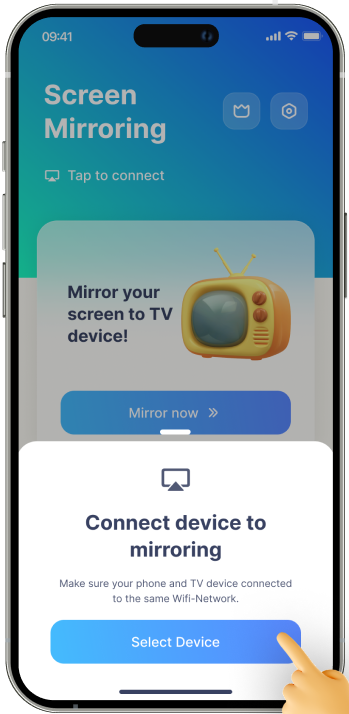 09:41
Screen
Mirroring
Tap to connect
Mirror your
screen to TV
device!
Mirror now
Connect device to
mirroring
Make sure your phone and TV device connected
to the same Wifi-Network.
Select Device